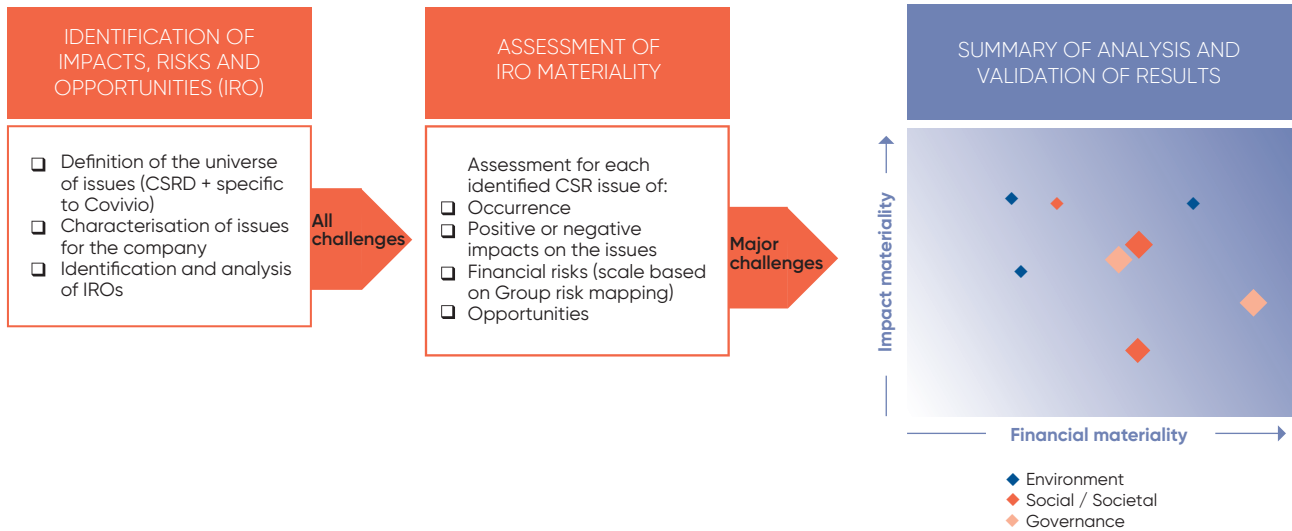 IDENTIFICATION OF
IMPACTS, RISKS AND
OPPORTUNITIES (IRO)
Definition of the universe
of issues (CSRD + specific
to Covivio)
Characterisation of issues
for the company
Identification and analysis
of IROs
All
challenges
ASSESSMENT OF
IRO MATERIALITY
Assessment for each
identified CSR issue of:
Occurrence
Positive or negative
impacts on the issues
Financial risks (scale based
on Group risk mapping)
Opportunities
Major
challenges
SUMMARY OF ANALYSIS AND
VALIDATION OF RESULTS
Impact materiality
Financial materiality
Environment
Social / Societal
Governance